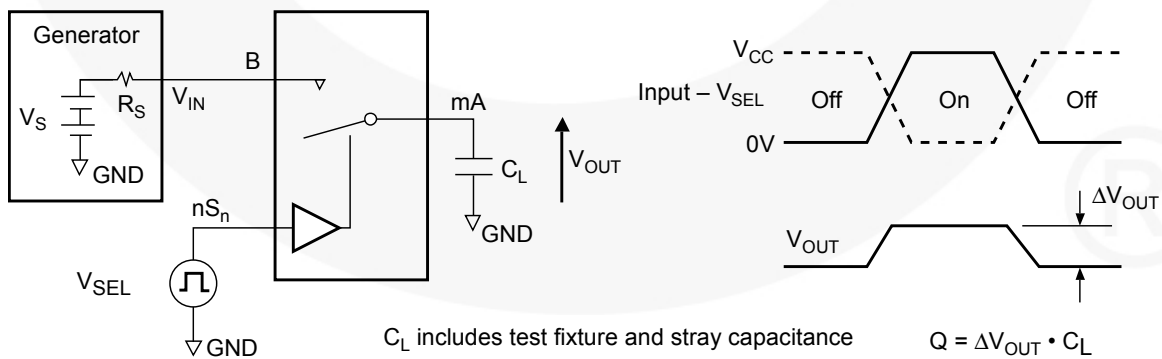 Generator
V_S
R_S
V_IN
GND
B
mA
C_L
GND
V_OUT
nS_n
V_SEL
GND
C_L includes test fixture and stray capacitance
V_CC
Input – V_SEL
Off
On
Off
0V
V_OUT
ΔV_OUT
Q = ΔV_OUT • C_L
®